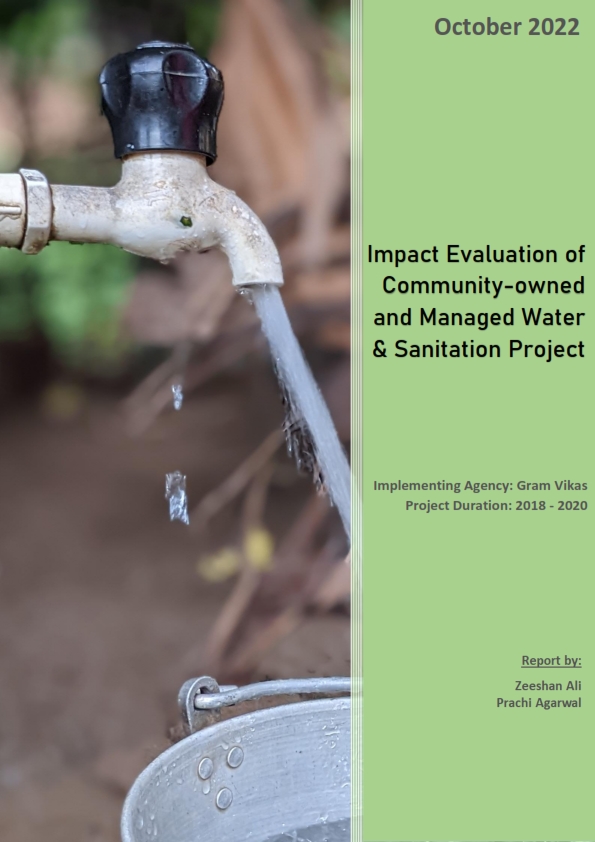 October 2022
Impact Evaluation of
Community-owned
and Managed Water
& Sanitation Project
Implementing Agency: Gram Vikas
Project Duration: 2018 - 2020
Report by:
Zeeshan Ali
Prachi Agarwal